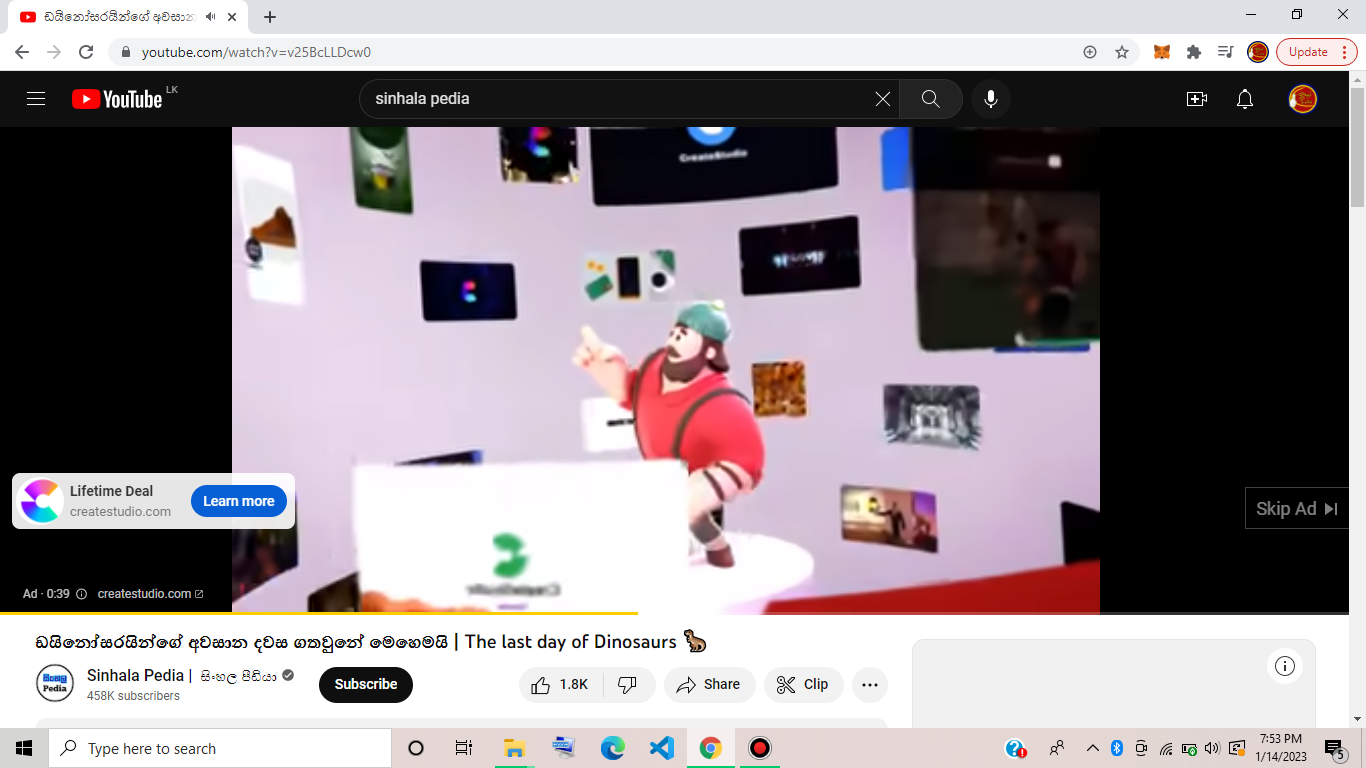 ඩයිනෝසරයින්ගේ අවසාන
youtube.com/watch?v=v25BcLLDcw0
Update
YouTube LK
sinhala pedia
CreateStudio
Lifetime Deal
createstudio.com
Learn more
Skip Ad
Ad · 0:39
createstudio.com
ඩයිනෝසරයින්ගේ අවසාන දවස ගතවුනේ මෙහෙමයි | The last day of Dinosaurs
සිංහල
Pedia
Sinhala Pedia | සිංහල පීඩියා
458K subscribers
Subscribe
1.8K
Share
Clip
Type here to search
7:53 PM
1/14/2023
5